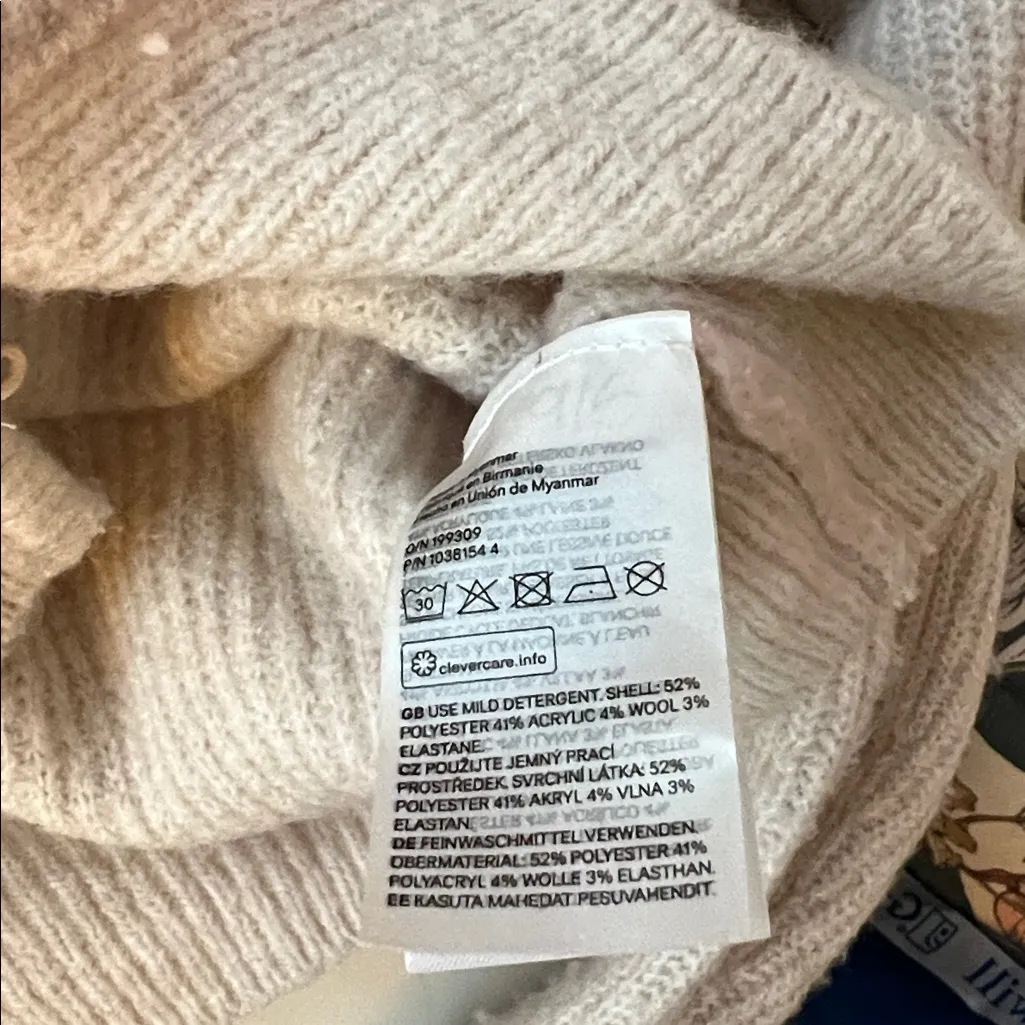 en Birmanie
en Unión de Myanmar
O/N 199309
P/N 1038154 4
30
clevercare.info
GB USE MILD DETERGENT. SHELL: 52%
POLYESTER 41% ACRYLIC 4% WOOL 3%
ELASTANE.
CZ POUŽIJTE JEMNÝ PRACÍ
PROSTŘEDEK. SVRCHNÍ LÁTKA: 52%
POLYESTER 41% AKRYL 4% VLNA 3%
ELASTAN.
DE FEINWASCHMITTEL VERWENDEN.
OBERMATERIAL: 52% POLYESTER 41%
POLYACRYL 4% WOLLE 3% ELASTHAN.
EE KASUTA MAHEDAT PESUVAHENDIT.